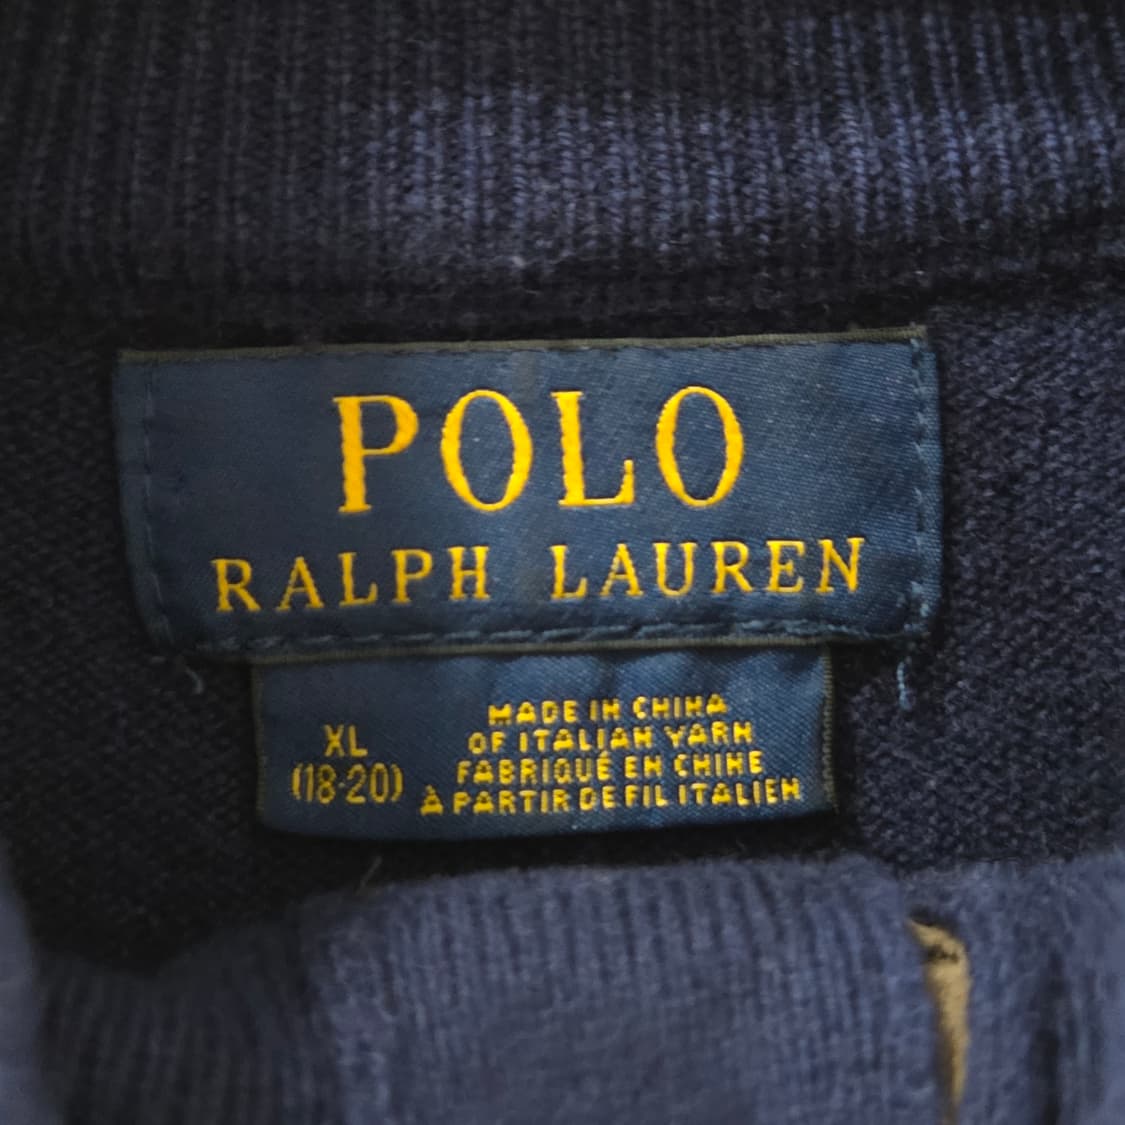 POLO
RALPH LAUREN
XL
(18-20)
MADE IN CHINA
OF ITALIAN YARN
FABRIQUÉ EN CHINE
À PARTIR DE FIL ITALIEN